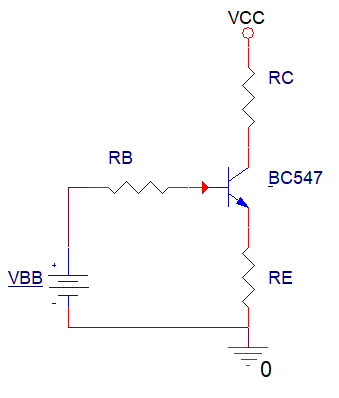 VCC
RC
RB
BC547
VBB
+
-
RE
0